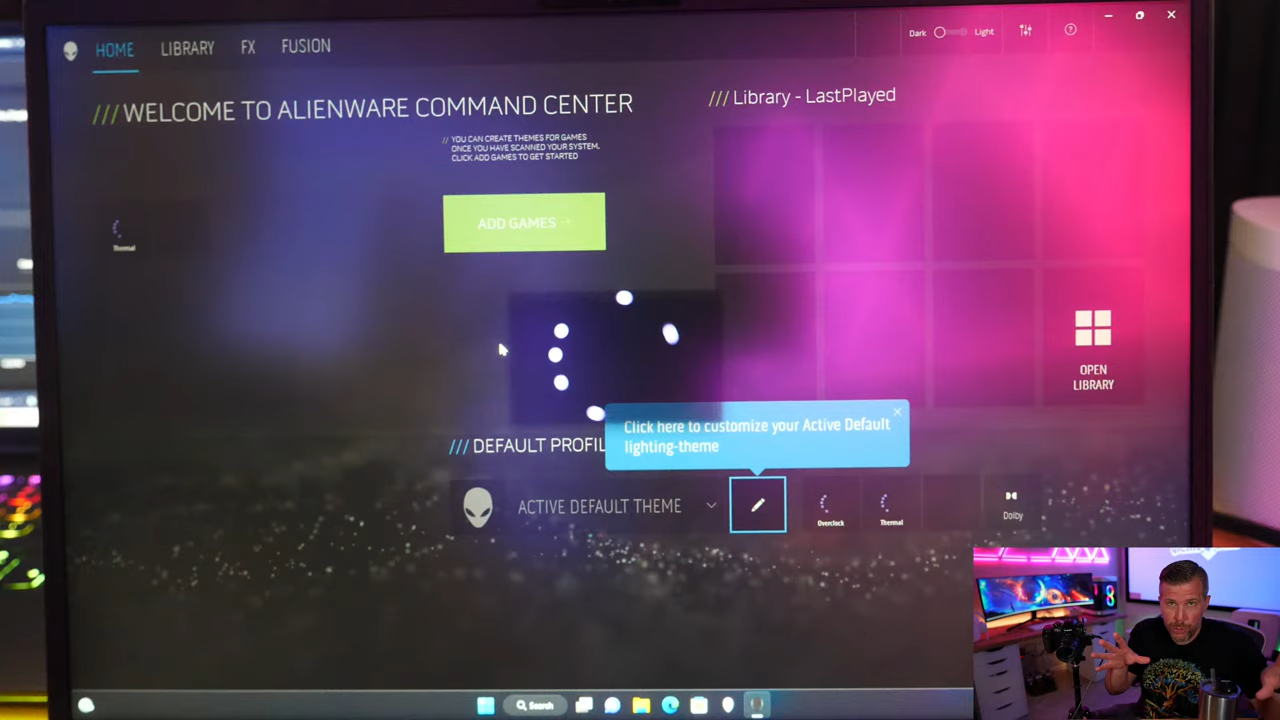 HOME LIBRARY FX FUSION
Dark Light
///WELCOME TO ALIENWARE COMMAND CENTER
/// Library - LastPlayed
// YOU CAN CREATE THEMES FOR GAMES
ONCE YOU HAVE SCANNED YOUR SYSTEM.
CLICK ADD GAMES TO GET STARTED
ADD GAMES
Thermal
OPEN
LIBRARY
Click here to customize your Active Default
lighting-theme
/// DEFAULT PROFIL
ACTIVE DEFAULT THEME
Overclock
Thermal
Dolby
Search